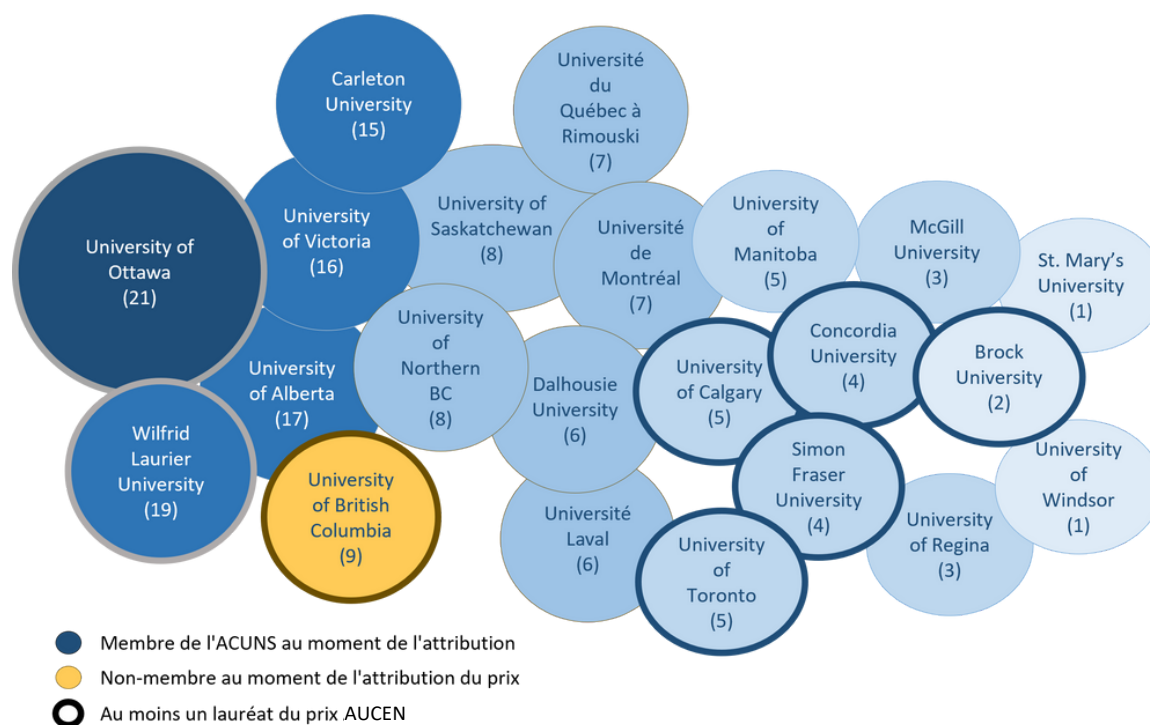 Carleton
University
(15)
Université
du
Québec à
Rimouski
(7)
University of
Ottawa
(21)
University
of Victoria
(16)
University of
Saskatchewan
(8)
Université
de
Montréal
(7)
University
of
Manitoba
(5)
McGill
University
(3)
St. Mary's
University
(1)
University
of Alberta
(17)
University
of
Northern
BC
(8)
Dalhousie
University
(6)
University
of Calgary
(5)
Concordia
University
(4)
Brock
University
(2)
Wilfrid
Laurier
University
(19)
University
of British
Columbia
(9)
Université
Laval
(6)
Simon
Fraser
University
(4)
University
of
Toronto
(5)
University
of Regina
(3)
University
of
Windsor
(1)
Membre de l'ACUNS au moment de l'attribution
Non-membre au moment de l'attribution du prix
Au moins un lauréat du prix AUCEN